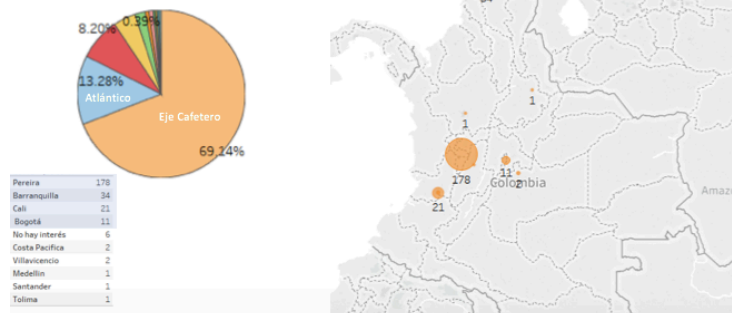 8.20%
0.39%
13.28%
Atlántico
Eje Cafetero
69,14%
Pereira 178
Barranquilla 34
Cali 21
Bogotá 11
No hay interés 6
Costa Pacifica 2
Villavicencio 2
Medellin 1
Santander 1
Tolima 1
1
1
178
11
2
Colombia
21
Amaz